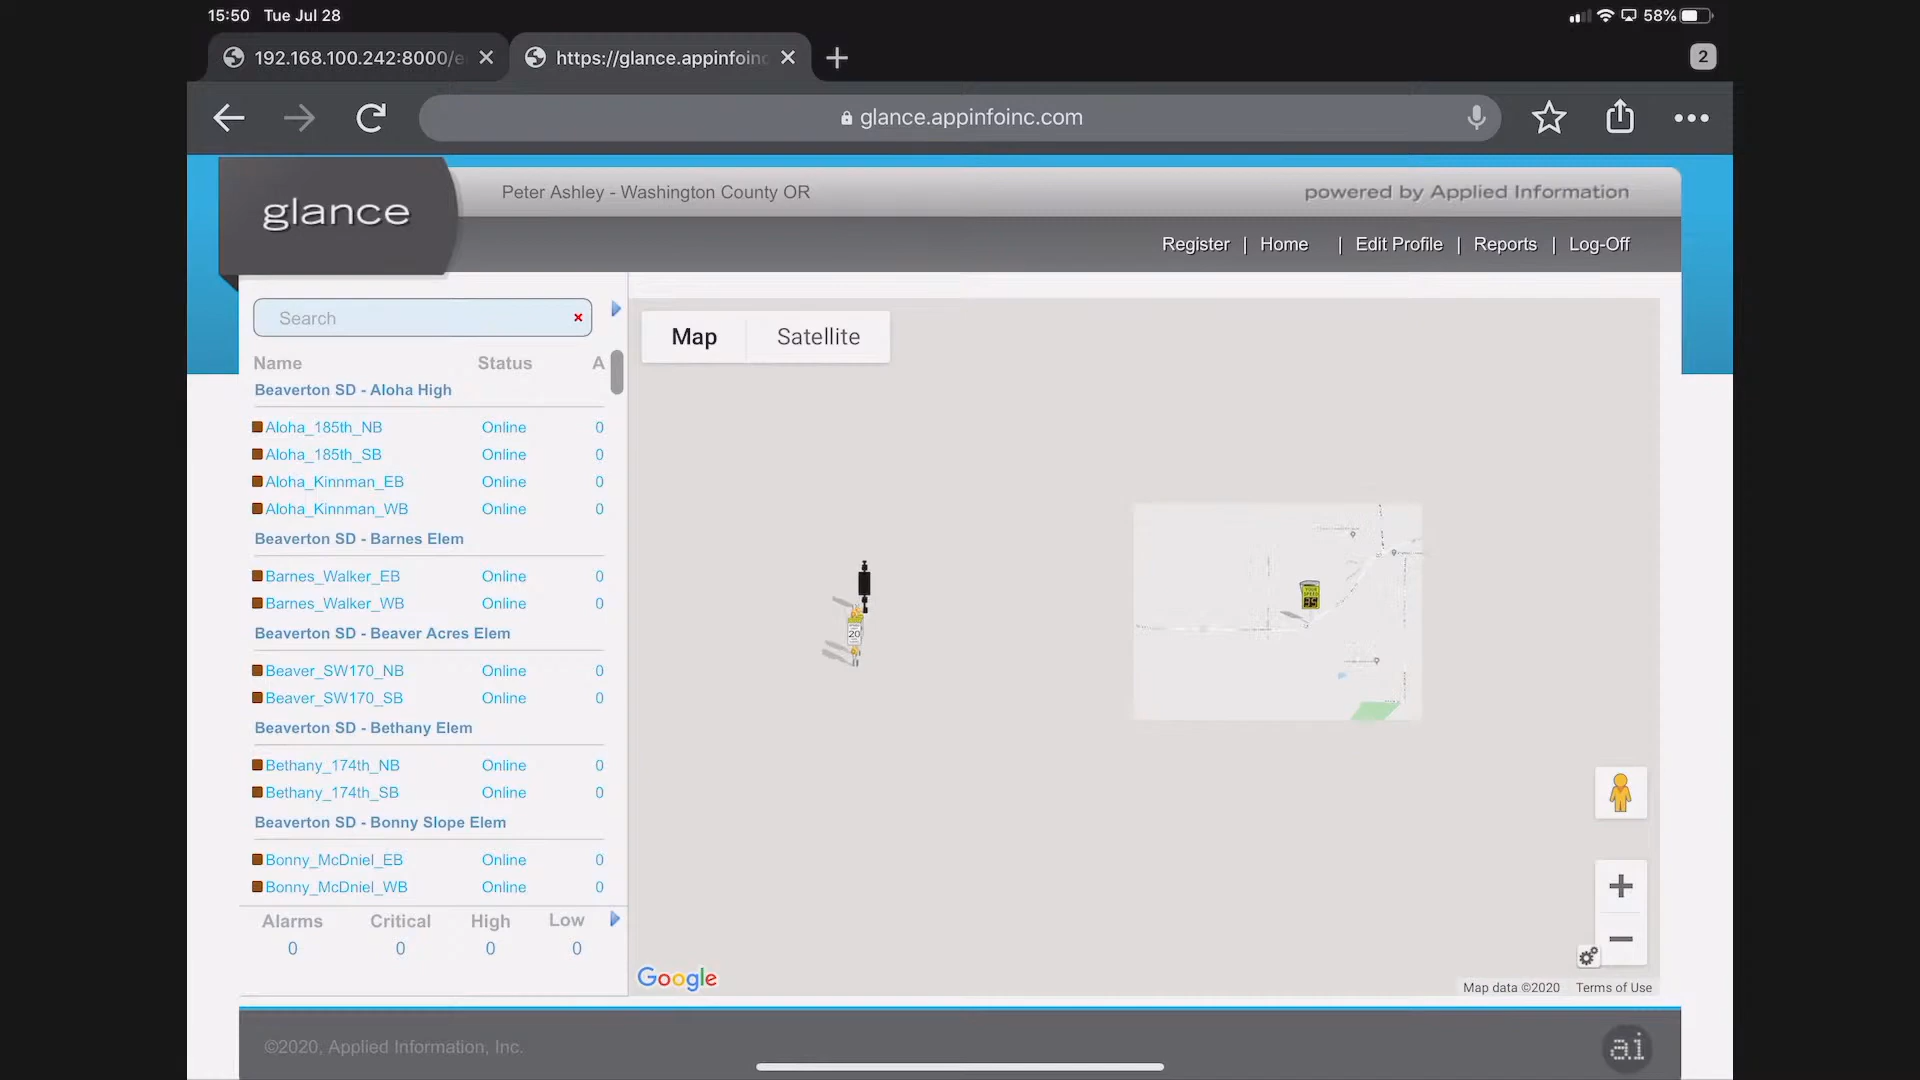 15:50 Tue Jul 28
58%
192.168.100.242:8000/e
https://glance.appinfoinc
2
glance.appinfoinc.com
glance
Peter Ashley - Washington County OR
powered by Applied Information
Register | Home | Edit Profile | Reports | Log-Off
Search
Name Status A
Beaverton SD - Aloha High
Aloha_185th_NB Online 0
Aloha_185th_SB Online 0
Aloha_Kinnman_EB Online 0
Aloha_Kinnman_WB Online 0
Beaverton SD - Barnes Elem
Barnes_Walker_EB Online 0
Barnes_Walker_WB Online 0
Beaverton SD - Beaver Acres Elem
Beaver_SW170_NB Online 0
Beaver_SW170_SB Online 0
Beaverton SD - Bethany Elem
Bethany_174th_NB Online 0
Bethany_174th_SB Online 0
Beaverton SD - Bonny Slope Elem
Bonny_McDniel_EB Online 0
Bonny_McDniel_WB Online 0
Alarms Critical High Low
0 0 0 0
Map Satellite
20
YOUR
SPEED
35
Google
Map data ©2020 Terms of Use
©2020, Applied Information, Inc.
ai